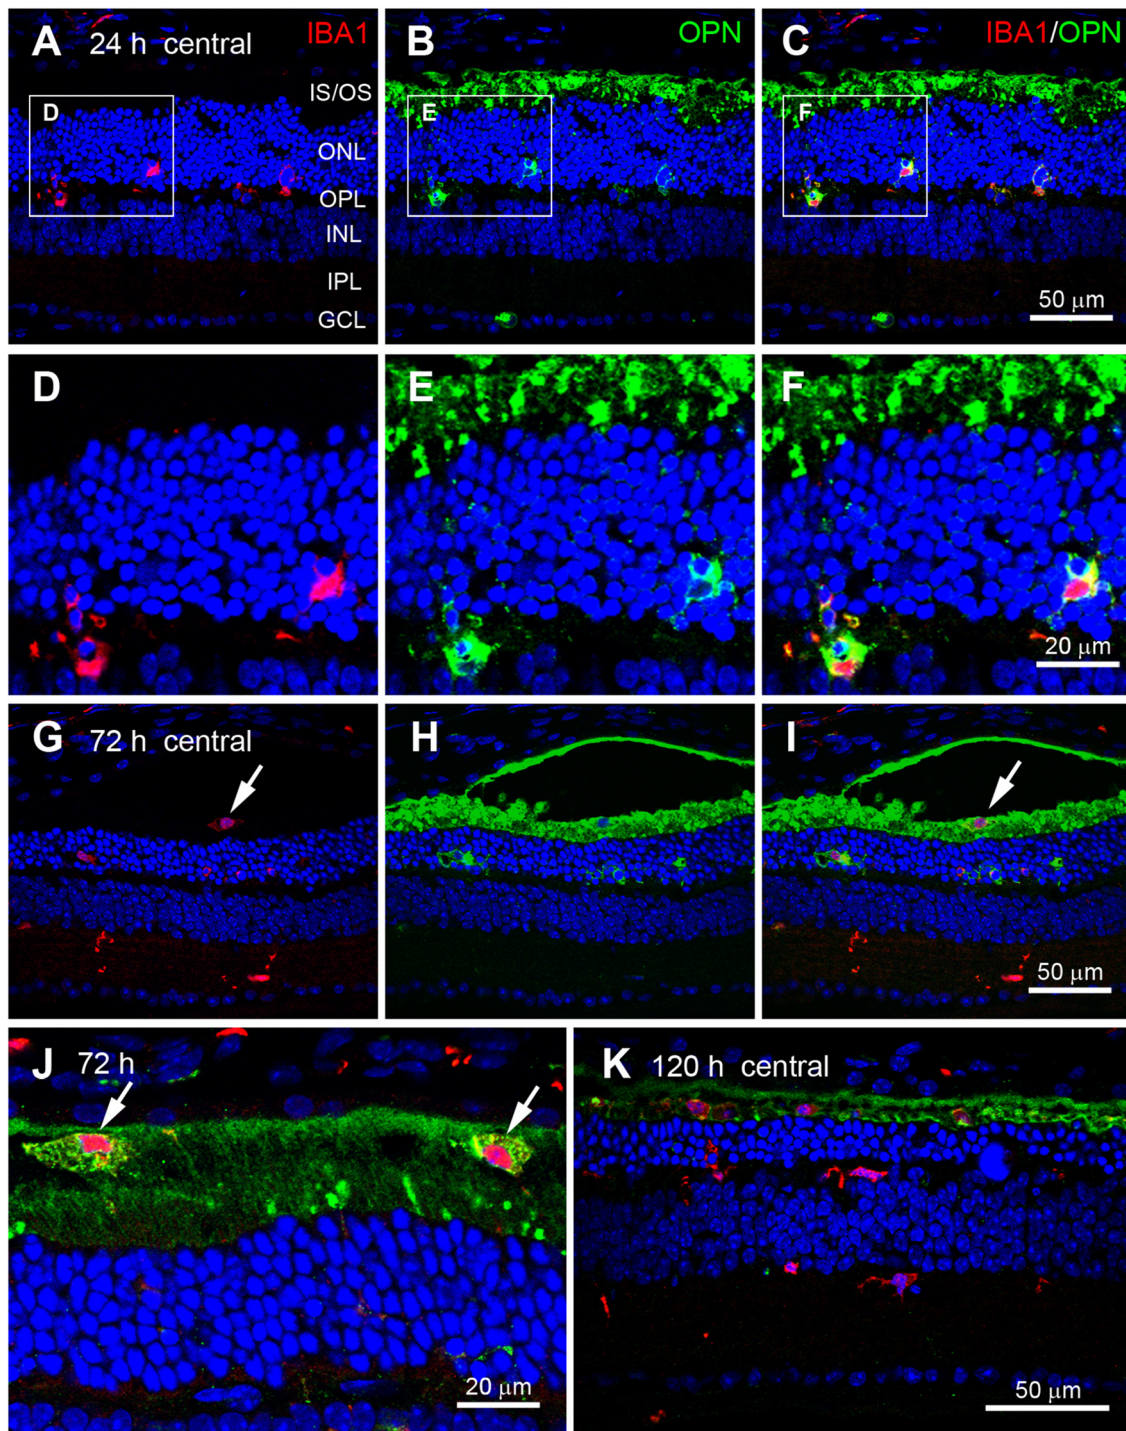 A 24 h central IBA1
IS/OS
D
ONL
OPL
INL
IPL
GCL
B OPN
E
C IBA1/OPN
F
50 μm
D
E
F
20 μm
G 72 h central
H
I
50 μm
J 72 h
20 μm
K 120 h central
50 μm